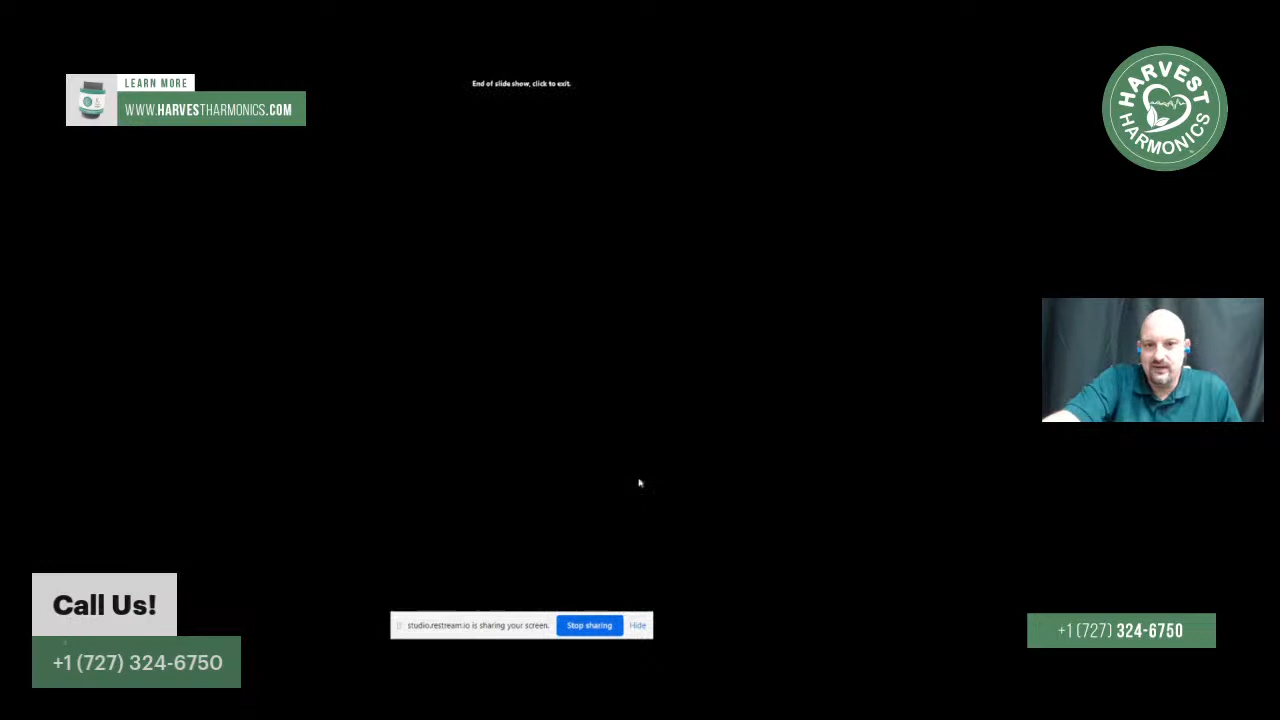 LEARN MORE
WWW.HARVESTHARMONICS.COM
End of slide show, click to exit.
HARVEST
HARMONICS
Call Us!
+1 (727) 324-6750
studio.restream.io is sharing your screen.
Stop sharing
Hide
+1 (727) 324-6750